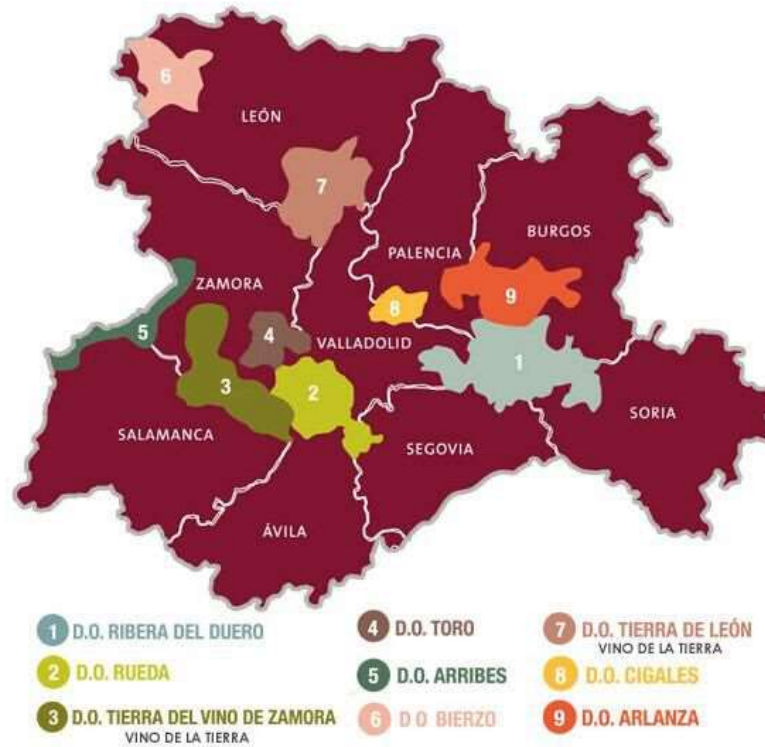 6
LEÓN
7
BURGOS
PALENCIA
ZAMORA
9
8
5
4
VALLADOLID
1
3
2
SORIA
SALAMANCA
SEGOVIA
ÁVILA
1 D.O. RIBERA DEL DUERO
2 D.O. RUEDA
3 D.O. TIERRA DEL VINO DE ZAMORA
VINO DE LA TIERRA
4 D.O. TORO
5 D.O. ARRIBES
6 D O BIERZO
7 D.O. TIERRA DE LEÓN
VINO DE LA TIERRA
8 D.O. CIGALES
9 D.O. ARLANZA